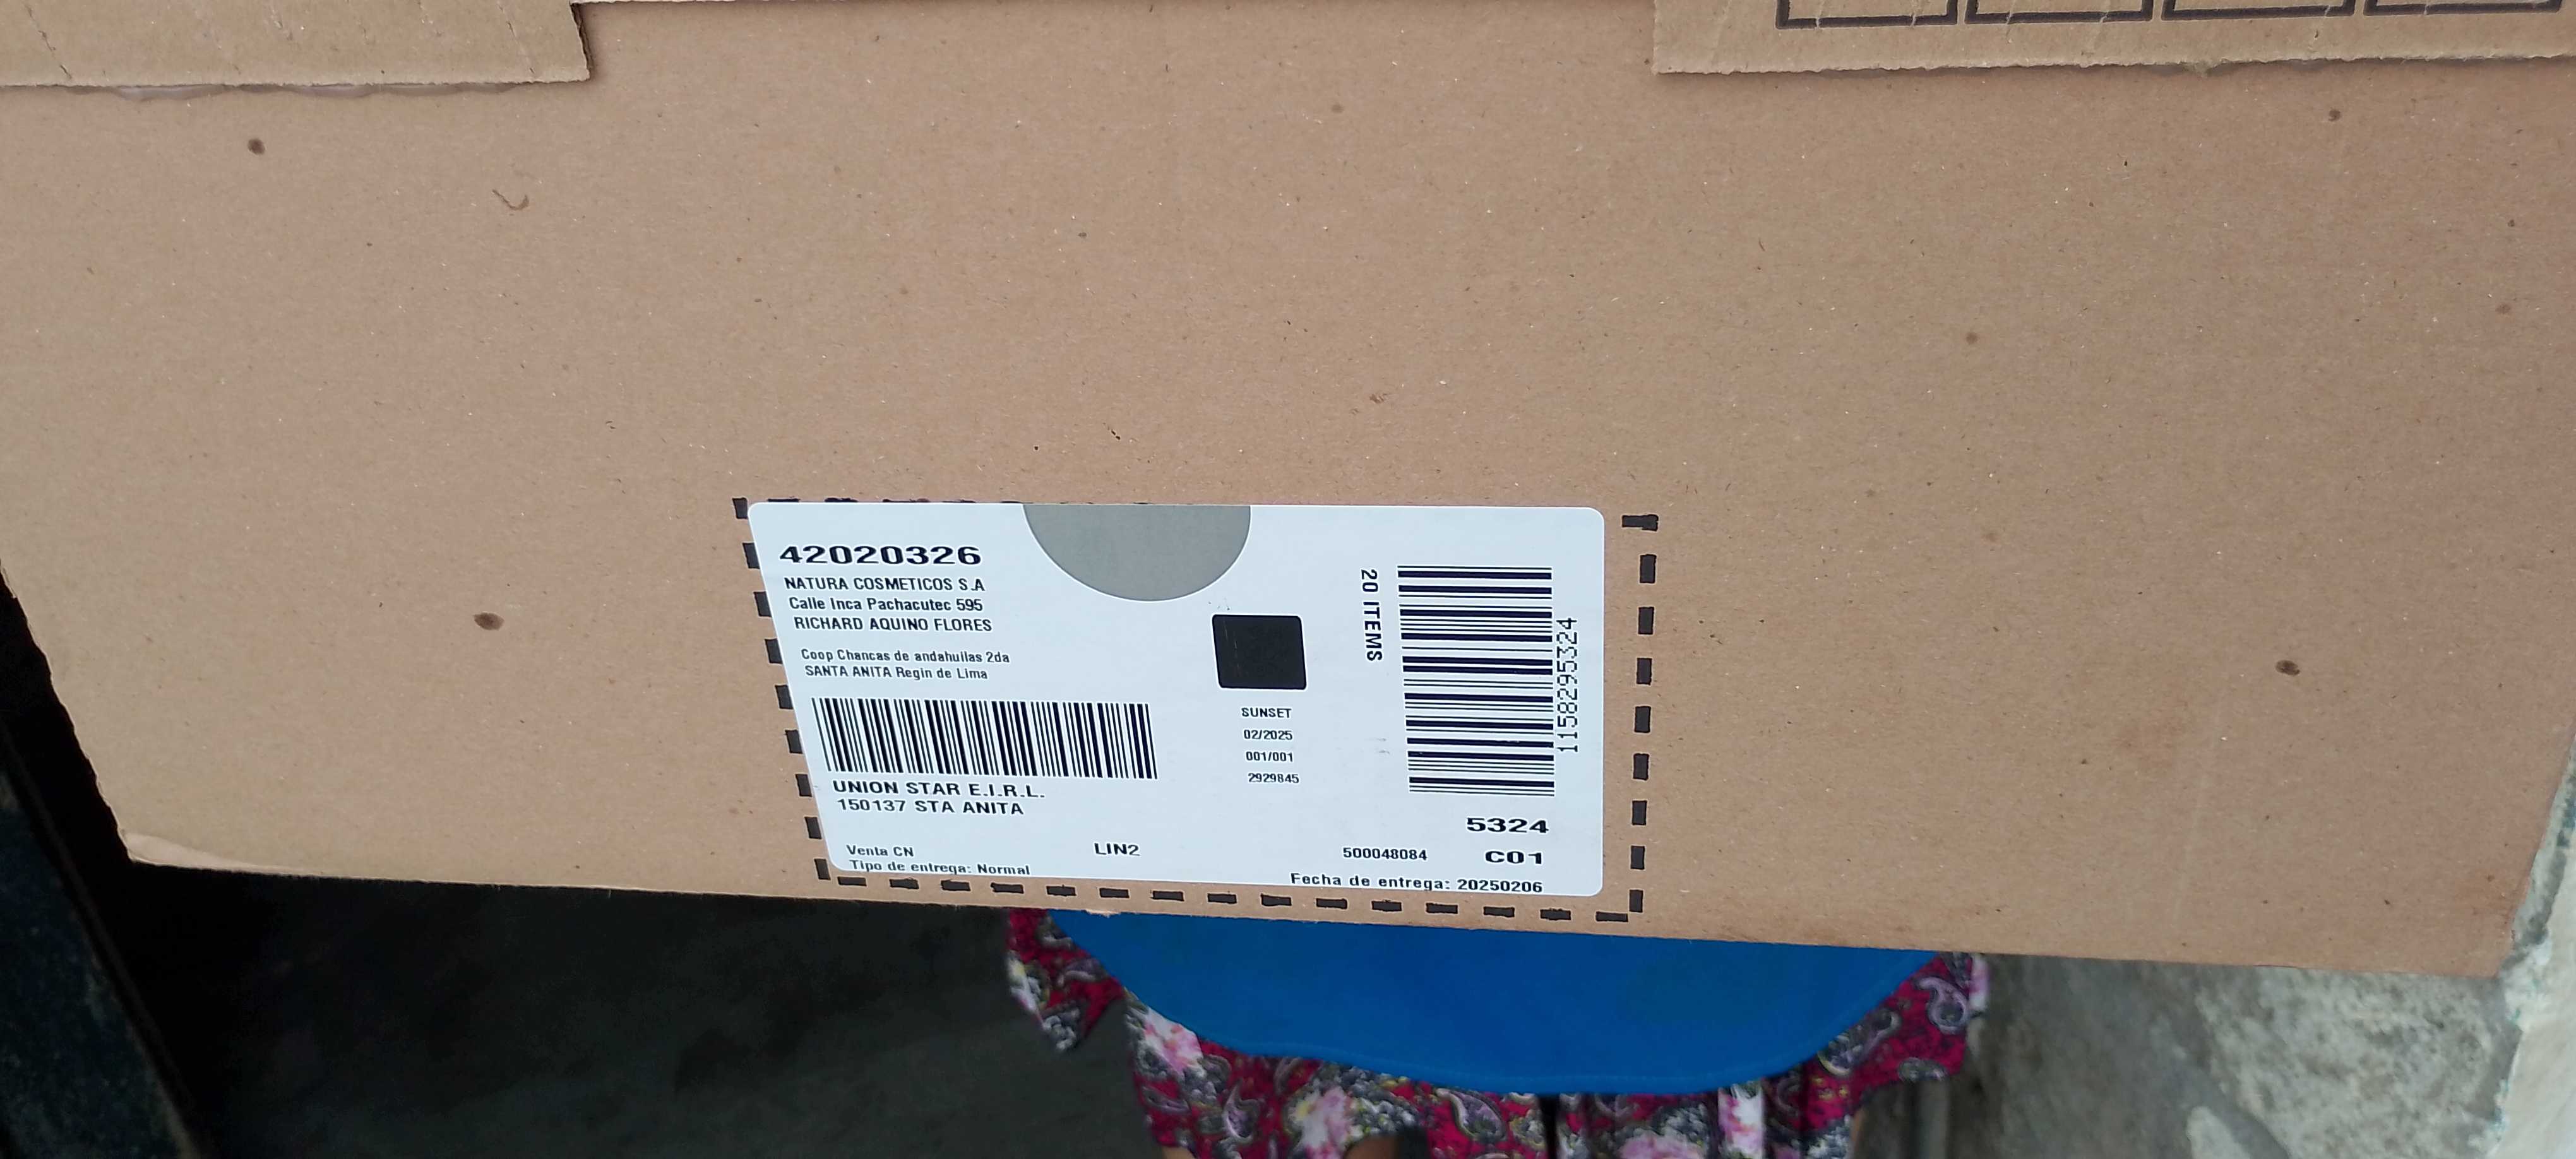 42020326
NATURA COSMETICOS S.A
Calle Inca Pachacutec 595
RICHARD AQUINO FLORES
Coop Chancas de andahuilas 2da
SANTA ANITA Regin de Lima
UNION STAR E.I.R.L.
150137 STA ANITA
Venta CN
Tipo de entrega: Normal
LIN2
SUNSET
02/2025
001/001
2929845
20 ITEMS
1158295324
5324
500048084 C01
Fecha de entrega: 20250206